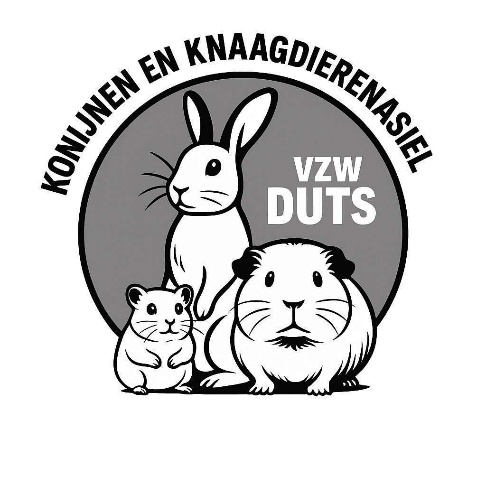 KONIJNEN EN KNAAGDIERENASIEL
VZW
DUTS